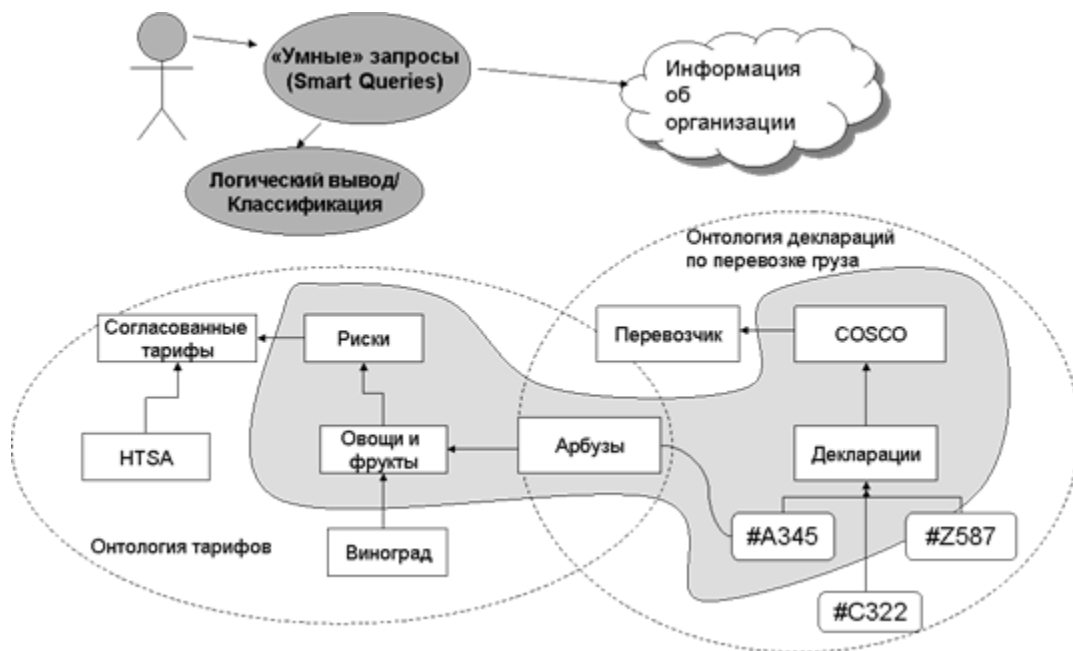 «Умные» запросы
(Smart Queries)
Информация
об
организации
Логический вывод/
Классификация
Онтология деклараций
по перевозке груза
Согласованные
тарифы
Риски
Перевозчик
COSCO
HTSA
Овощи и
фрукты
Арбузы
Декларации
Онтология тарифов
Виноград
#A345
#Z587
#C322